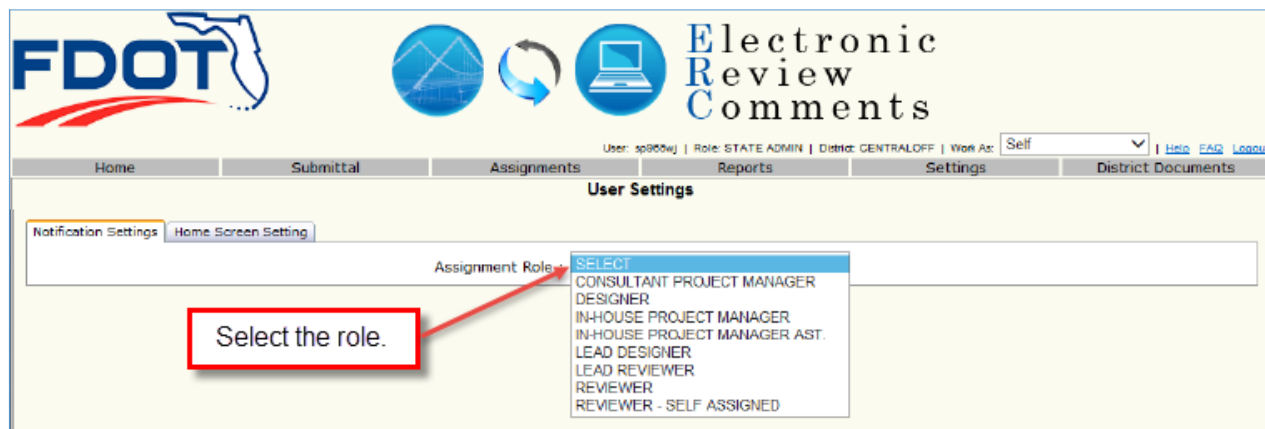 FDOT
Electronic
Review
Comments
User: sp968wj | Role: STATE ADMIN | District: CENTRALOFF | Work As: Self | Help FAQ Logou
Home Submittal Assignments Reports Settings District Documents
User Settings
Notification Settings Home Screen Setting
Assignment Role : SELECT
CONSULTANT PROJECT MANAGER
DESIGNER
IN-HOUSE PROJECT MANAGER
IN-HOUSE PROJECT MANAGER AST.
LEAD DESIGNER
LEAD REVIEWER
REVIEWER
REVIEWER - SELF ASSIGNED
Select the role.